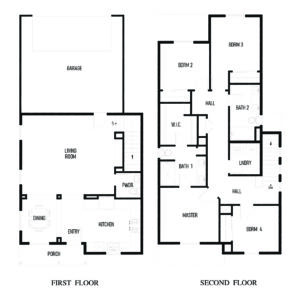 GARAGE
LIVING
ROOM
PWDR.
DINING
KITCHEN
ENTRY
PORCH
FIRST FLOOR
BDRM 3
BDRM 2
HALL
BATH 2
W.I.C.
BATH 1
LNDRY
HALL
MASTER
BDRM 4
SECOND FLOOR